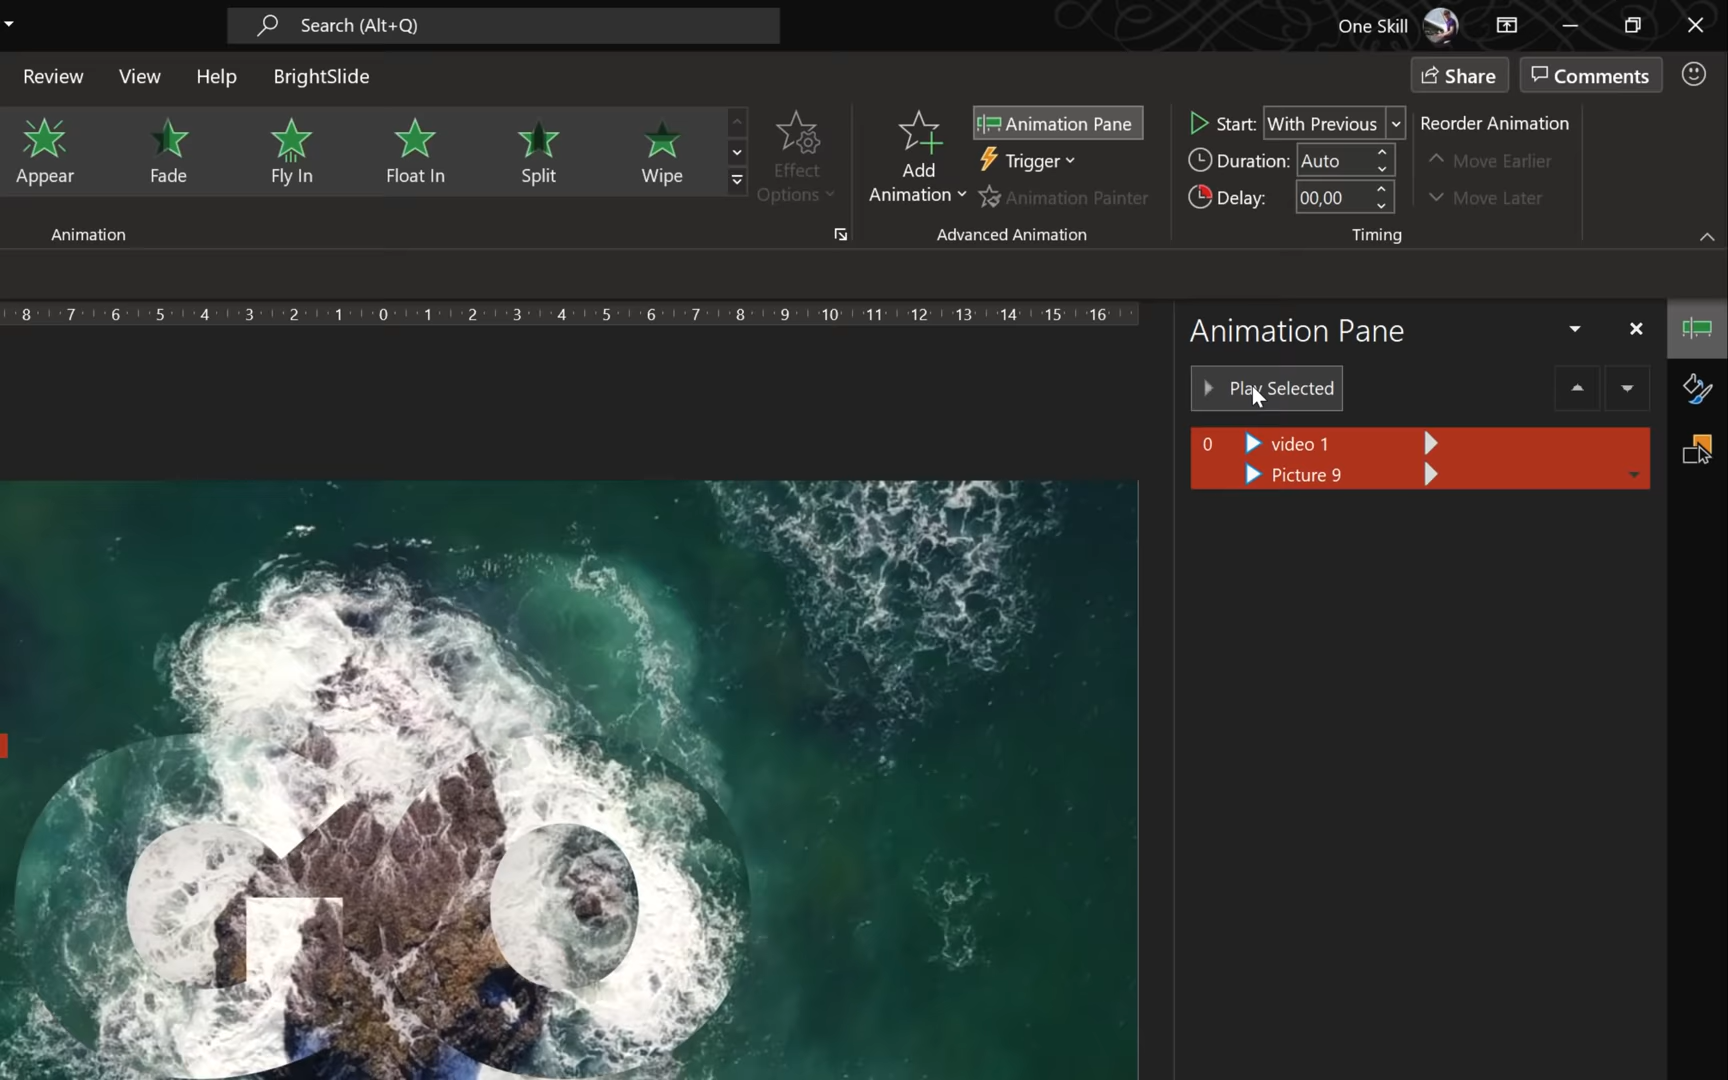 Search (Alt+Q)
One Skill
Review View Help BrightSlide
Share Comments
Appear Fade Fly In Float In Split Wipe
Effect Options
Add Animation
Animation Pane
Trigger
Animation Painter
Start: With Previous
Duration: Auto
Delay: 00,00
Reorder Animation
Move Earlier
Move Later
Animation
Advanced Animation
Timing
8 7 6 5 4 3 2 1 0 1 2 3 4 5 6 7 8 9 10 11 12 13 14 15 16
Animation Pane
Play Selected
0 video 1
Picture 9
GO